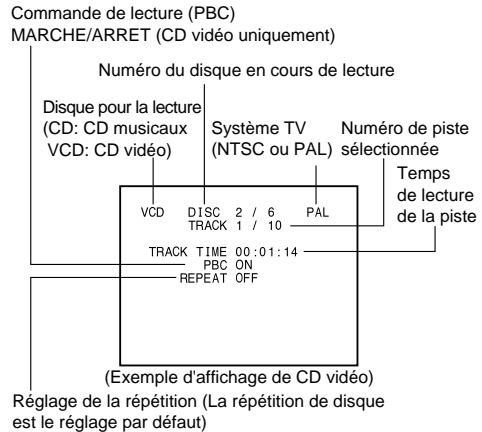 Commande de lecture (PBC)
MARCHE/ARRET (CD vidéo uniquement)
Numéro du disque en cours de lecture
Disque pour la lecture
(CD: CD musicaux
VCD: CD vidéo)
Système TV
(NTSC ou PAL)
Numéro de piste
sélectionnée
Temps
de lecture
de la piste
VCD DISC 2 / 6 PAL
TRACK 1 / 10
TRACK TIME 00:01:14
PBC ON
REPEAT OFF
(Exemple d'affichage de CD vidéo)
Réglage de la répétition (La répétition de disque
est le réglage par défaut)